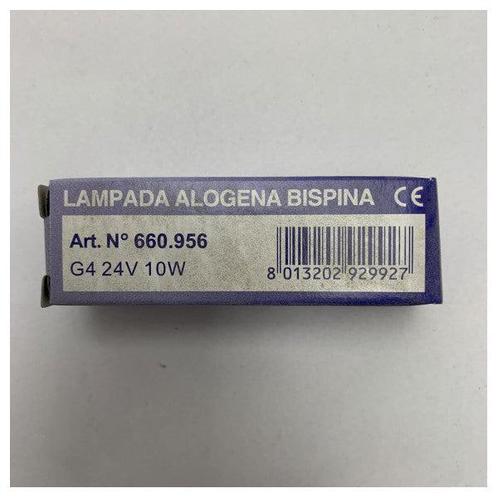 LAMPADA ALOGENA BISPINA CE
Art. N° 660.956
G4 24V 10W
8 013202 929927